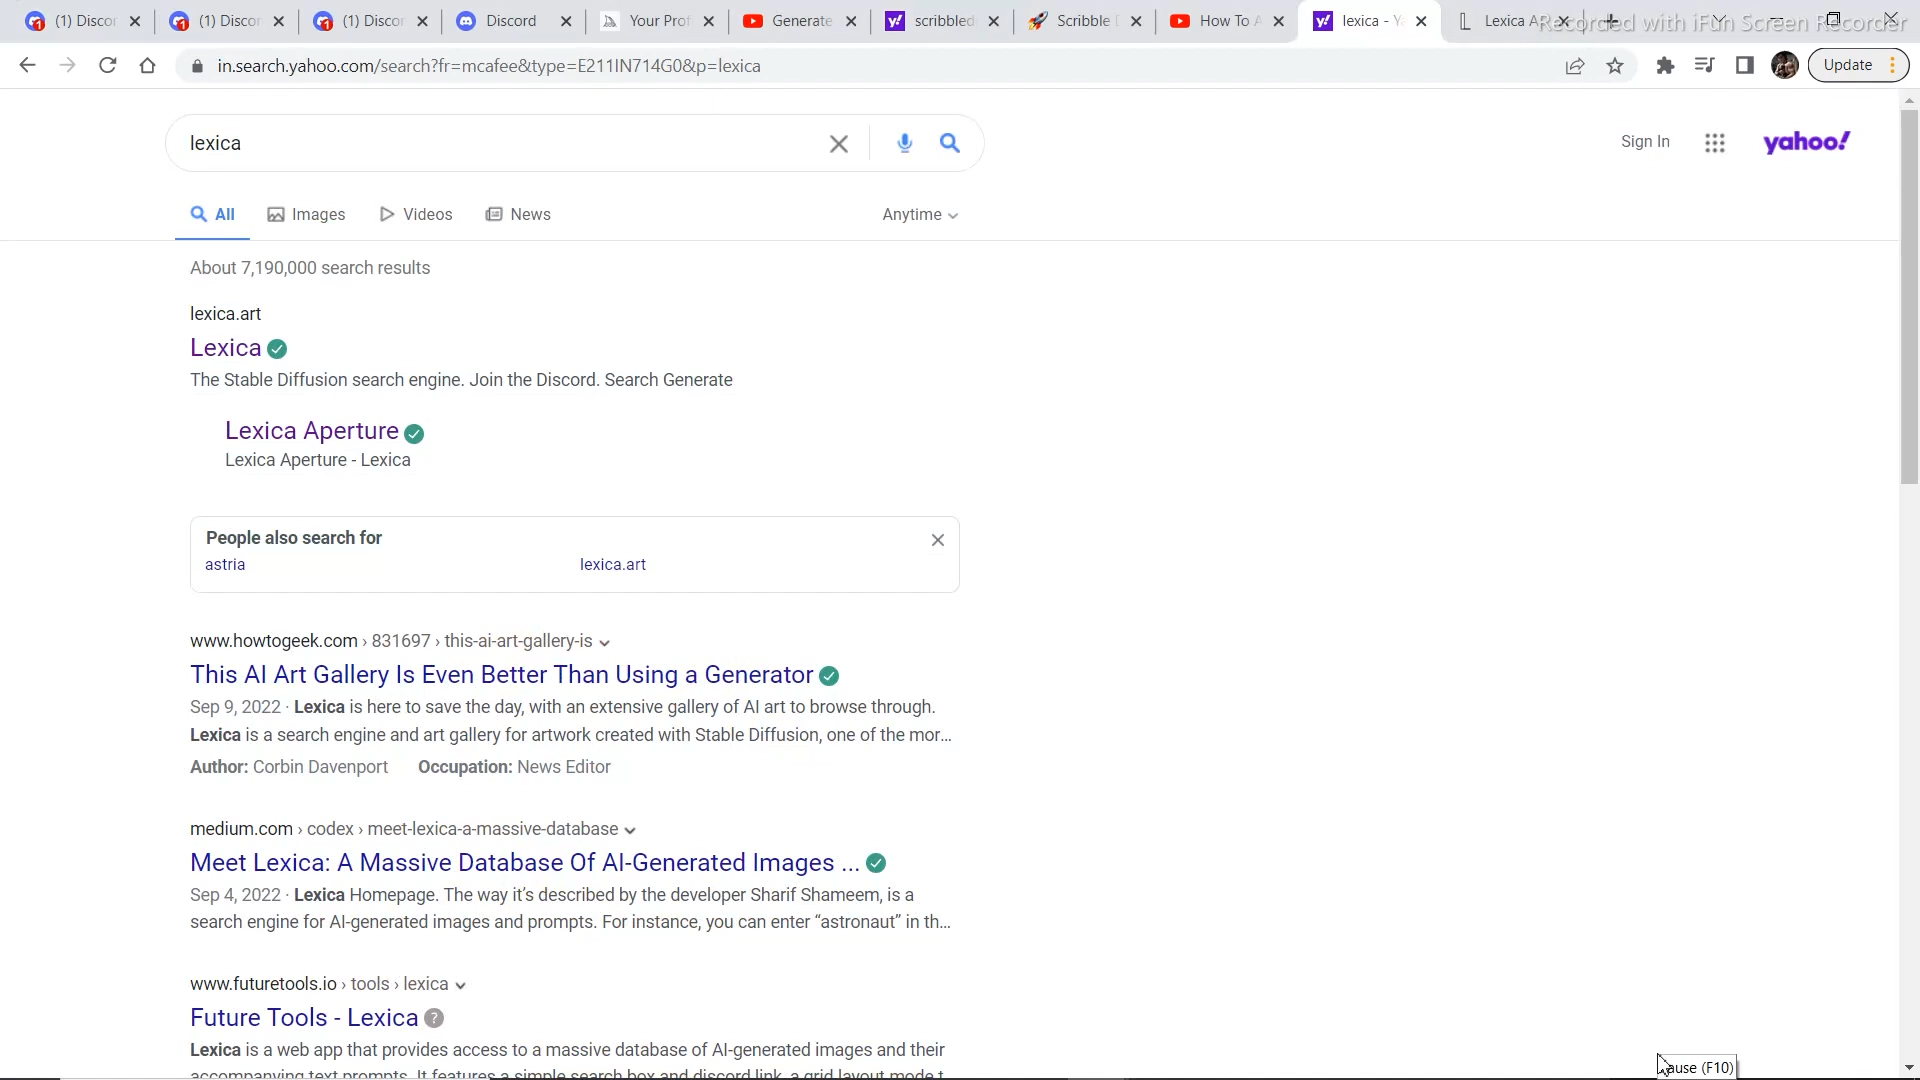 (1) Discor
(1) Discor
(1) Discor
Discord
Your Prof
Generate
scribbled
Scribble D
How To A
lexica - Y
Lexica A
Recorded with iFun Screen Recorder
in.search.yahoo.com/search?fr=mcafee&type=E211IN714G0&p=lexica
Update
lexica
Sign In
yahoo!
All
Images
Videos
News
Anytime
About 7,190,000 search results
lexica.art
Lexica
The Stable Diffusion search engine. Join the Discord. Search Generate
Lexica Aperture
Lexica Aperture - Lexica
People also search for
astria
lexica.art
www.howtogeek.com › 831697 › this-ai-art-gallery-is
This AI Art Gallery Is Even Better Than Using a Generator
Sep 9, 2022 · Lexica is here to save the day, with an extensive gallery of AI art to browse through.
Lexica is a search engine and art gallery for artwork created with Stable Diffusion, one of the mor...
Author: Corbin Davenport Occupation: News Editor
medium.com › codex › meet-lexica-a-massive-database
Meet Lexica: A Massive Database Of AI-Generated Images ...
Sep 4, 2022 · Lexica Homepage. The way it’s described by the developer Sharif Shameem, is a
search engine for AI-generated images and prompts. For instance, you can enter “astronaut” in th...
www.futuretools.io › tools › lexica
Future Tools - Lexica
Lexica is a web app that provides access to a massive database of AI-generated images and their
accompanying text prompts. It features a simple search box and discord link, a grid layout mode t
ause (F10)